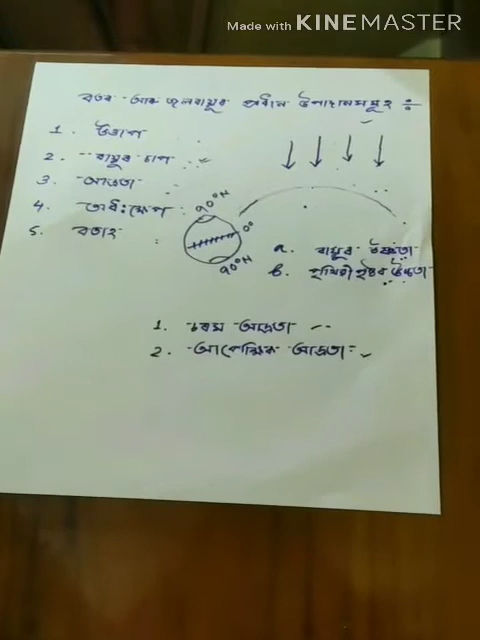 Made with KINEMASTER
বতৰ আৰু জলবায়ুৰ প্ৰধান উপাদানসমূহ ঃ
1. উত্তাপ
2. বায়ুৰ চাপ
3. আৰ্দ্ৰতা
4. অধঃক্ষেপ
5. বতাহ
90°N
0°
90°N
a. বায়ুৰ উষ্ণতা
b. পৃথিৱী পৃষ্ঠৰ উষ্ণতা
1. চৰম আৰ্দ্ৰতা
2. আপেক্ষিক আৰ্দ্ৰতা